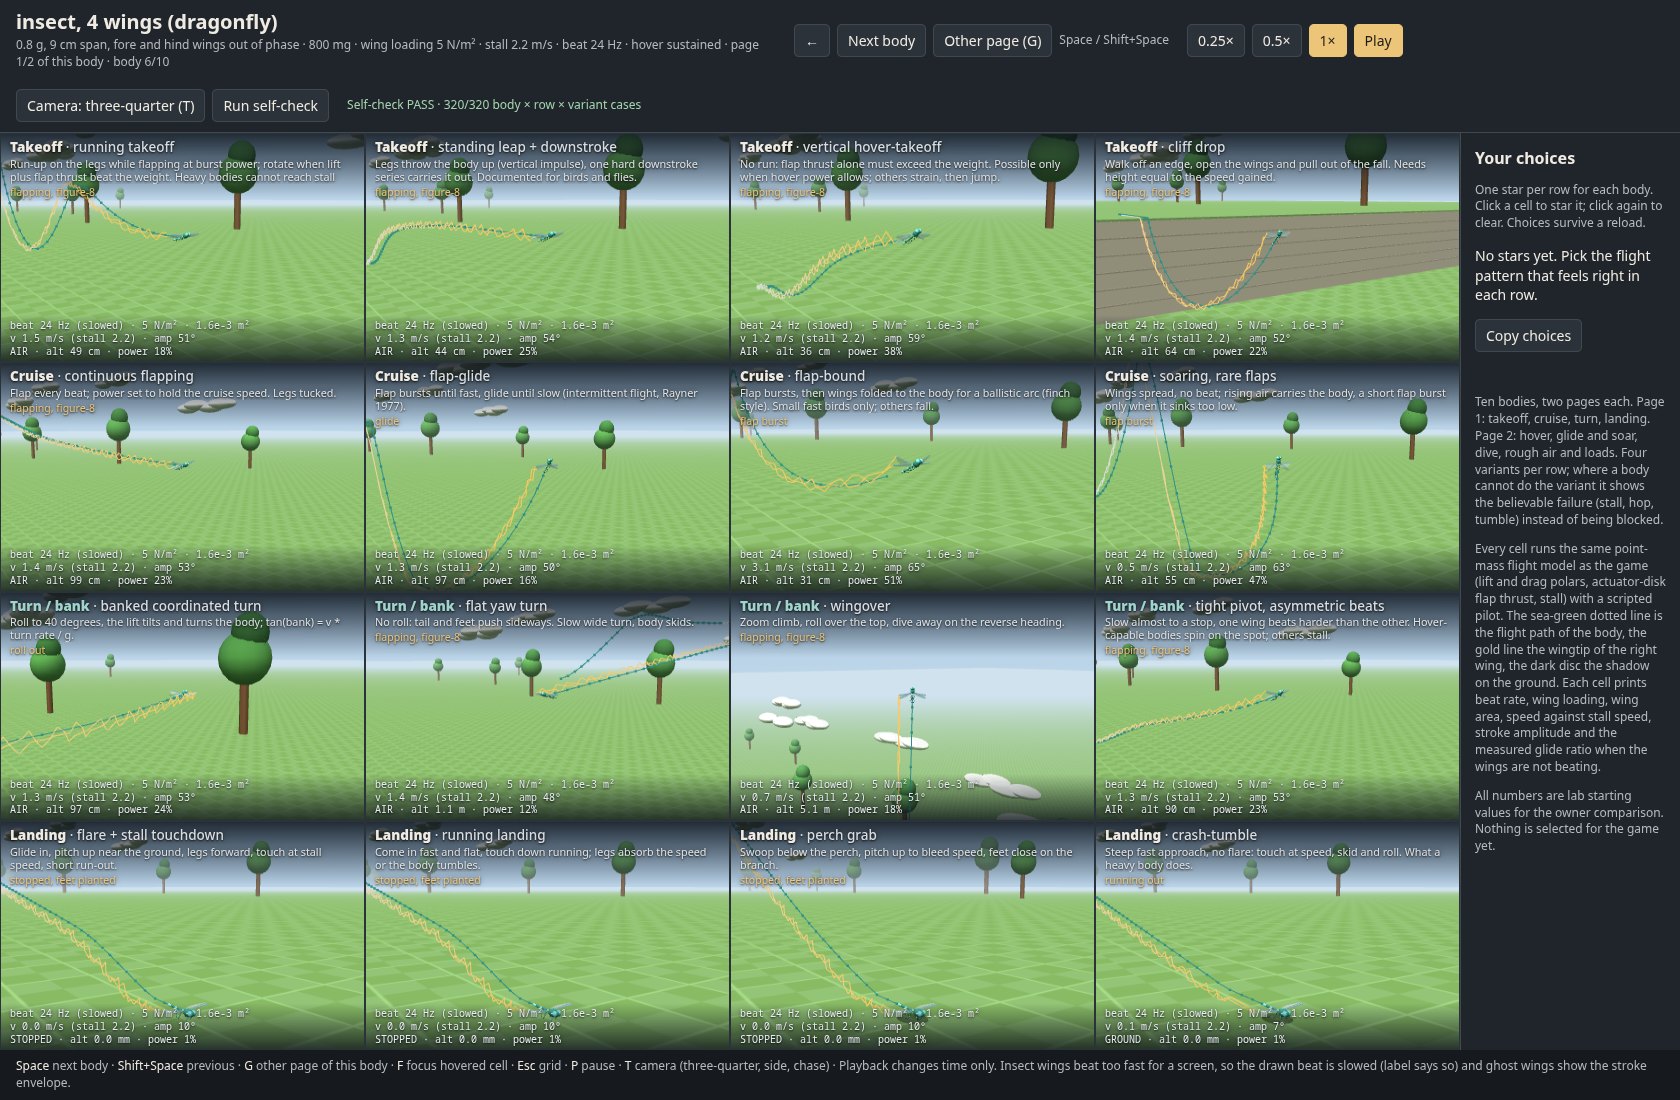 insect, 4 wings (dragonfly)
0.8 g, 9 cm span, fore and hind wings out of phase · 800 mg · wing loading 5 N/m² · stall 2.2 m/s · beat 24 Hz · hover sustained · page
1/2 of this body · body 6/10
←
Next body
Other page (G)
Space / Shift+Space
0.25×
0.5×
1×
Play
Camera: three-quarter (T)
Run self-check
Self-check PASS · 320/320 body × row × variant cases
Takeoff · running takeoff
Run-up on the legs while flapping at burst power; rotate when lift
plus flap thrust beat the weight. Heavy bodies cannot reach stall
flapping, figure-8
beat 24 Hz (slowed) · 5 N/m² · 1.6e-3 m²
v 1.5 m/s (stall 2.2) · amp 51°
AIR · alt 49 cm · power 18%
Takeoff · standing leap + downstroke
Legs throw the body up (vertical impulse), one hard downstroke
series carries it out. Documented for birds and flies.
flapping, figure-8
beat 24 Hz (slowed) · 5 N/m² · 1.6e-3 m²
v 1.3 m/s (stall 2.2) · amp 54°
AIR · alt 44 cm · power 25%
Takeoff · vertical hover-takeoff
No run: flap thrust alone must exceed the weight. Possible only
when hover power allows; others strain, then jump.
flapping, figure-8
beat 24 Hz (slowed) · 5 N/m² · 1.6e-3 m²
v 1.2 m/s (stall 2.2) · amp 59°
AIR · alt 36 cm · power 38%
Takeoff · cliff drop
Walk off an edge, open the wings and pull out of the fall. Needs
height equal to the speed gained.
flapping, figure-8
beat 24 Hz (slowed) · 5 N/m² · 1.6e-3 m²
v 1.4 m/s (stall 2.2) · amp 52°
AIR · alt 64 cm · power 22%
Cruise · continuous flapping
Flap every beat; power set to hold the cruise speed. Legs tucked.
flapping, figure-8
beat 24 Hz (slowed) · 5 N/m² · 1.6e-3 m²
v 1.4 m/s (stall 2.2) · amp 53°
AIR · alt 99 cm · power 23%
Cruise · flap-glide
Flap bursts until fast, glide until slow (intermittent flight, Rayner
1977).
glide
beat 24 Hz (slowed) · 5 N/m² · 1.6e-3 m²
v 1.3 m/s (stall 2.2) · amp 50°
AIR · alt 97 cm · power 16%
Cruise · flap-bound
Flap bursts, then wings folded to the body for a ballistic arc (finch
style). Small fast birds only; others fall.
flap burst
beat 24 Hz (slowed) · 5 N/m² · 1.6e-3 m²
v 3.1 m/s (stall 2.2) · amp 65°
AIR · alt 31 cm · power 51%
Cruise · soaring, rare flaps
Wings spread, no beat; rising air carries the body, a short flap burst
only when it sinks too low.
flap burst
beat 24 Hz (slowed) · 5 N/m² · 1.6e-3 m²
v 0.5 m/s (stall 2.2) · amp 63°
AIR · alt 55 cm · power 47%
Turn / bank · banked coordinated turn
Roll to 40 degrees, the lift tilts and turns the body; tan(bank) = v *
turn rate / g.
roll out
beat 24 Hz (slowed) · 5 N/m² · 1.6e-3 m²
v 1.3 m/s (stall 2.2) · amp 53°
AIR · alt 97 cm · power 24%
Turn / bank · flat yaw turn
No roll: tail and feet push sideways. Slow wide turn, body skids.
flapping, figure-8
beat 24 Hz (slowed) · 5 N/m² · 1.6e-3 m²
v 1.4 m/s (stall 2.2) · amp 48°
AIR · alt 1.1 m · power 12%
Turn / bank · wingover
Zoom climb, roll over the top, dive away on the reverse heading.
flapping, figure-8
beat 24 Hz (slowed) · 5 N/m² · 1.6e-3 m²
v 0.7 m/s (stall 2.2) · amp 51°
AIR · alt 5.1 m · power 18%
Turn / bank · tight pivot, asymmetric beats
Slow almost to a stop, one wing beats harder than the other. Hover-
capable bodies spin on the spot; others stall.
flapping, figure-8
beat 24 Hz (slowed) · 5 N/m² · 1.6e-3 m²
v 1.3 m/s (stall 2.2) · amp 53°
AIR · alt 90 cm · power 23%
Landing · flare + stall touchdown
Glide in, pitch up near the ground, legs forward, touch at stall
speed, short run-out.
stopped, feet planted
beat 24 Hz (slowed) · 5 N/m² · 1.6e-3 m²
v 0.0 m/s (stall 2.2) · amp 10°
STOPPED · alt 0.0 mm · power 1%
Landing · running landing
Come in fast and flat, touch down running; legs absorb the speed
or the body tumbles.
stopped, feet planted
beat 24 Hz (slowed) · 5 N/m² · 1.6e-3 m²
v 0.0 m/s (stall 2.2) · amp 10°
STOPPED · alt 0.0 mm · power 1%
Landing · perch grab
Swoop below the perch, pitch up to bleed speed, feet close on the
branch.
stopped, feet planted
beat 24 Hz (slowed) · 5 N/m² · 1.6e-3 m²
v 0.0 m/s (stall 2.2) · amp 10°
STOPPED · alt 0.0 mm · power 1%
Landing · crash-tumble
Steep fast approach, no flare: touch at speed, skid and roll. What a
heavy body does.
running out
beat 24 Hz (slowed) · 5 N/m² · 1.6e-3 m²
v 0.1 m/s (stall 2.2) · amp 7°
GROUND · alt 0.0 mm · power 1%
Your choices
One star per row for each body.
Click a cell to star it; click again to
clear. Choices survive a reload.
No stars yet. Pick the flight
pattern that feels right in
each row.
Copy choices
Ten bodies, two pages each. Page
1: takeoff, cruise, turn, landing.
Page 2: hover, glide and soar,
dive, rough air and loads. Four
variants per row; where a body
cannot do the variant it shows
the believable failure (stall, hop,
tumble) instead of being blocked.
Every cell runs the same point-
mass flight model as the game
(lift and drag polars, actuator-disk
flap thrust, stall) with a scripted
pilot. The sea-green dotted line is
the flight path of the body, the
gold line the wingtip of the right
wing, the dark disc the shadow
on the ground. Each cell prints
beat rate, wing loading, wing
area, speed against stall speed,
stroke amplitude and the
measured glide ratio when the
wings are not beating.
All numbers are lab starting
values for the owner comparison.
Nothing is selected for the game
yet.
Space next body · Shift+Space previous · G other page of this body · F focus hovered cell · Esc grid · P pause · T camera (three-quarter, side, chase) · Playback changes time only. Insect wings beat too fast for a screen, so the drawn beat is slowed (label says so) and ghost wings show the stroke
envelope.